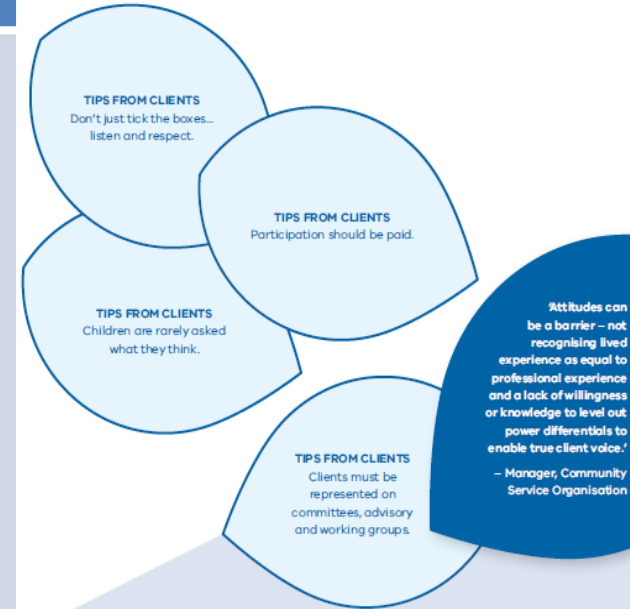 TIPS FROM CLIENTS
Don't just tick the boxes...
listen and respect.
TIPS FROM CLIENTS
Participation should be paid.
TIPS FROM CLIENTS
Children are rarely asked
what they think.
TIPS FROM CLIENTS
Clients must be
represented on
committees, advisory
and working groups.
'Attitudes can
be a barrier – not
recognising lived
experience as equal to
professional experience
and a lack of willingness
or knowledge to level out
power differentials to
enable true client voice.'
– Manager, Community
Service Organisation